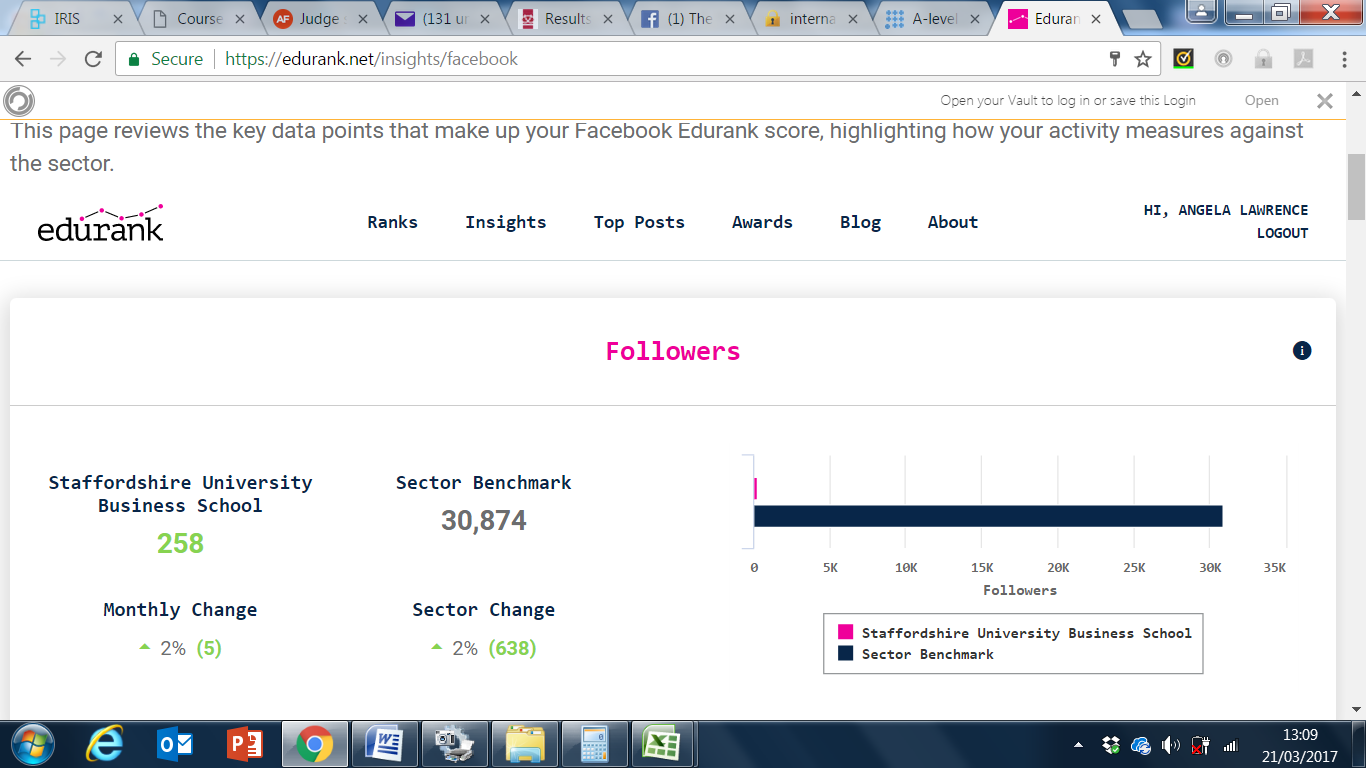 IRIS
Course
Judge
(131 ur
Results
(1) The
interna
A-level
Eduran
Secure
https://edurank.net/insights/facebook
Open your Vault to log in or save this Login
Open
This page reviews the key data points that make up your Facebook Edurank score, highlighting how your activity measures against
the sector.
edurank
Ranks
Insights
Top Posts
Awards
Blog
About
HI, ANGELA LAWRENCE
LOGOUT
Followers
Staffordshire University
Business School
258
Sector Benchmark
30,874
Monthly Change
2% (5)
Sector Change
2% (638)
0 5K 10K 15K 20K 25K 30K 35K
Followers
Staffordshire University Business School
Sector Benchmark
13:09
21/03/2017